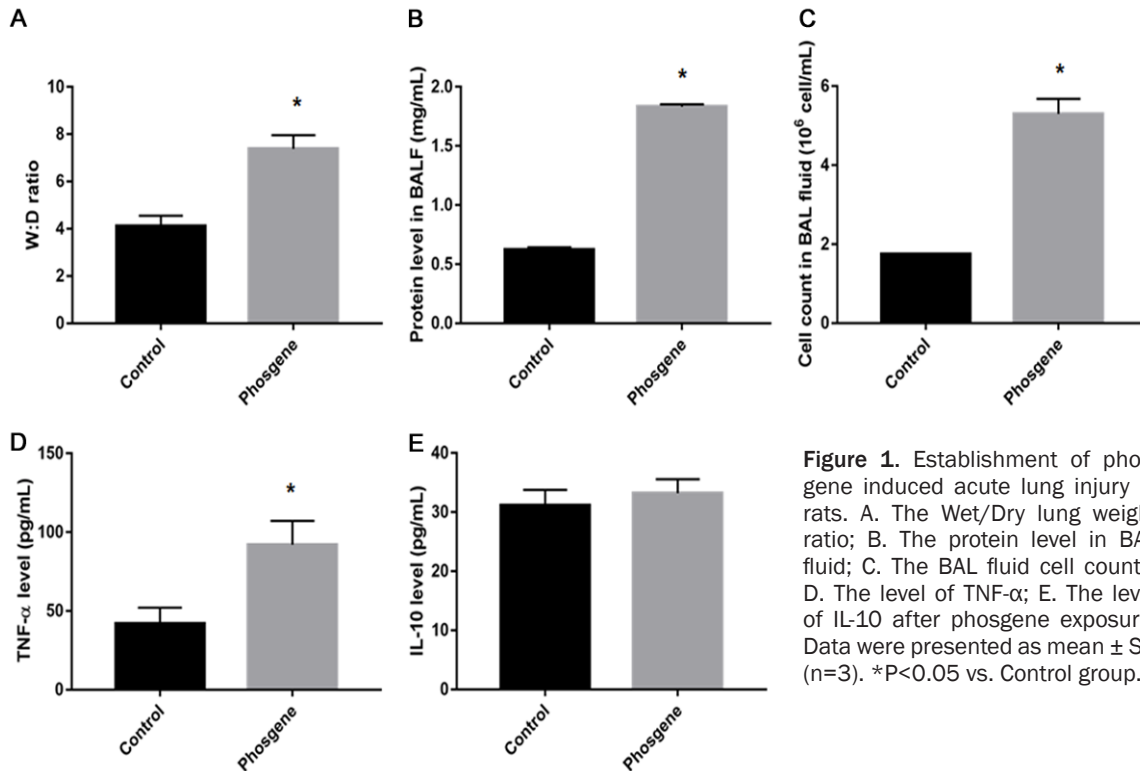 A
10
8
6
4
2
0
W:D ratio
*
Control
Phosgene
B
2.0
1.5
1.0
0.5
0.0
Protein level in BALF (mg/mL)
*
Control
Phosgene
C
6
4
2
0
Cell count in BAL fluid (10⁶ cell/mL)
*
Control
Phosgene
D
150
100
50
0
TNF-α level (pg/mL)
*
Control
Phosgene
E
40
30
20
10
0
IL-10 level (pg/mL)
Control
Phosgene
Figure 1. Establishment of phos
gene induced acute lung injury
rats. A. The Wet/Dry lung weigh
ratio; B. The protein level in BA
fluid; C. The BAL fluid cell count
D. The level of TNF-α; E. The leve
of IL-10 after phosgene exposur
Data were presented as mean ± S
(n=3). *P<0.05 vs. Control group.